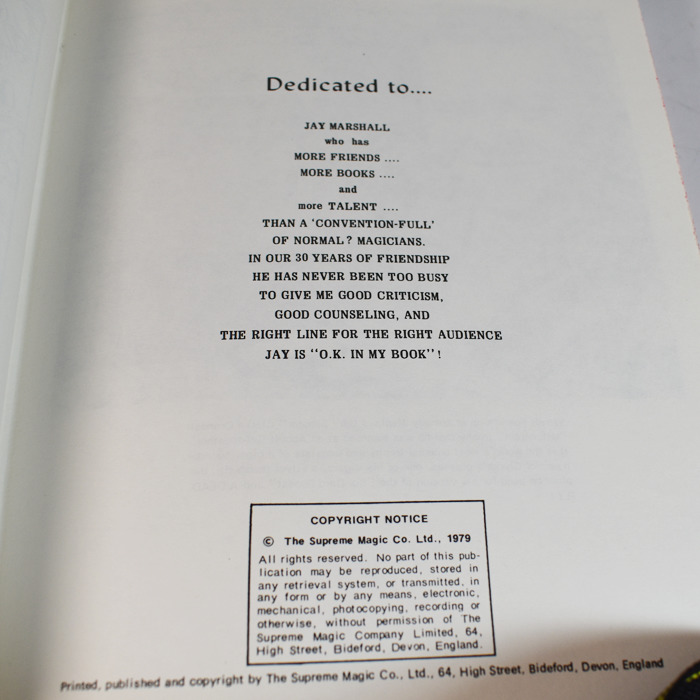 Dedicated to....
JAY MARSHALL
who has
MORE FRIENDS ....
MORE BOOKS ....
and
more TALENT ....
THAN A 'CONVENTION-FULL'
OF NORMAL? MAGICIANS.
IN OUR 30 YEARS OF FRIENDSHIP
HE HAS NEVER BEEN TOO BUSY
TO GIVE ME GOOD CRITICISM,
GOOD COUNSELING, AND
THE RIGHT LINE FOR THE RIGHT AUDIENCE
JAY IS "O.K. IN MY BOOK"!
COPYRIGHT NOTICE
© The Supreme Magic Co. Ltd., 1979
All rights reserved. No part of this pub-
lication may be reproduced, stored in
any retrieval system, or transmitted, in
any form or by any means, electronic,
mechanical, photocopying, recording or
otherwise, without permission of The
Supreme Magic Company Limited, 64,
High Street, Bideford, Devon, England.
Printed, published and copyright by The Supreme Magic Co., Ltd., 64, High Street, Bideford, Devon, England